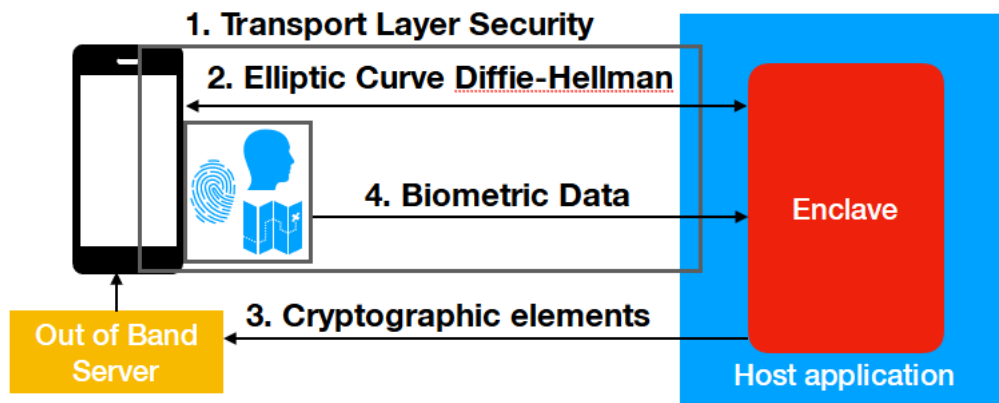 1. Transport Layer Security
2. Elliptic Curve Diffie-Hellman
4. Biometric Data
Enclave
3. Cryptographic elements
Out of Band
Server
Host application